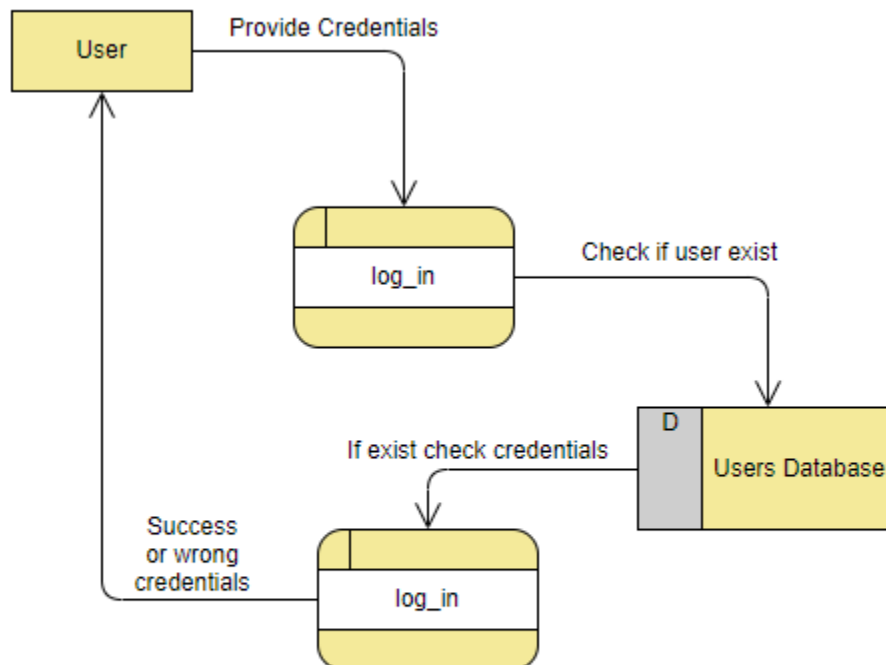 Provide Credentials
User
log_in
Check if user exist
D
Users Database
If exist check credentials
Success
or wrong
credentials
log_in